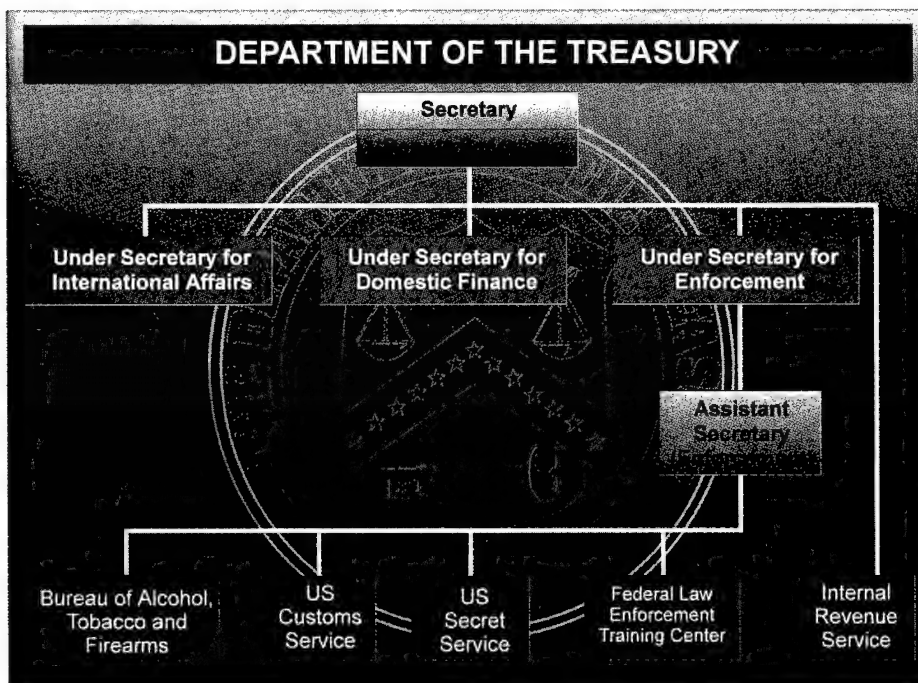 DEPARTMENT OF THE TREASURY
Secretary
Under Secretary for
International Affairs
Under Secretary for
Domestic Finance
Under Secretary for
Enforcement
Assistant
Secretary
Bureau of Alcohol,
Tobacco and
Firearms
US
Customs
Service
US
Secret
Service
Federal Law
Enforcement
Training Center
Internal
Revenue
Service